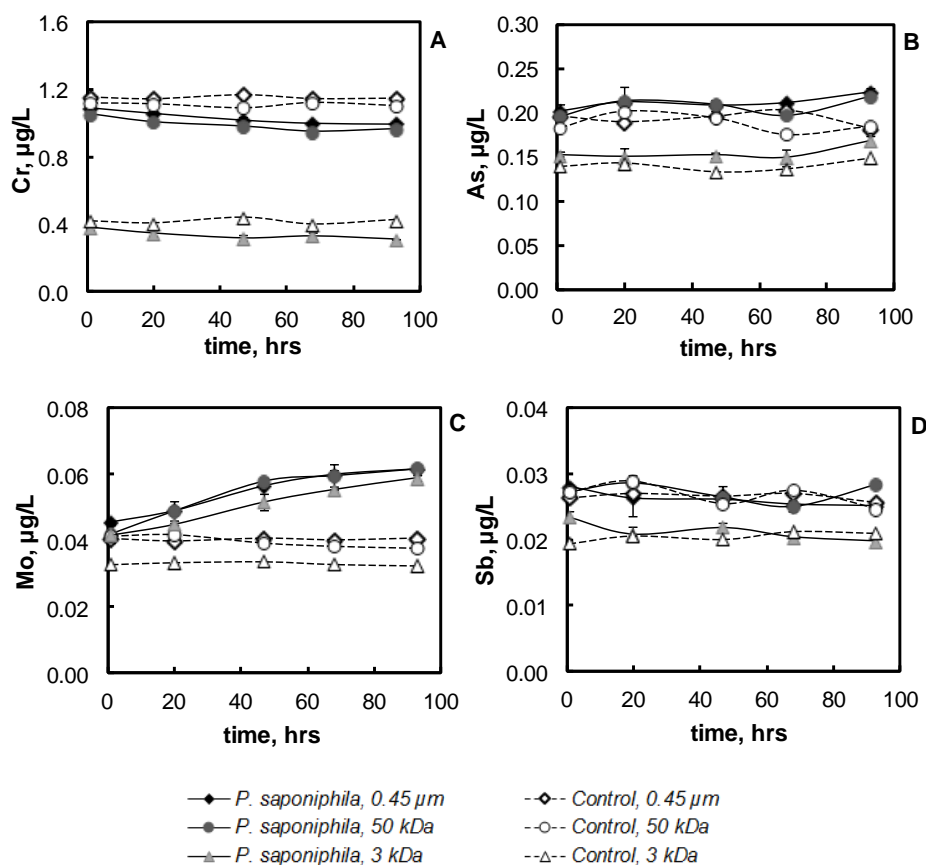 A
Cr, µg/L
1.6
1.2
0.8
0.4
0.0
0 20 40 60 80 100
time, hrs
B
As, µg/L
0.25
0.20
0.15
0.10
0.05
0.00
0 20 40 60 80 100
time, hrs
C
Mo, µg/L
0.08
0.06
0.04
0.02
0.00
0 20 40 60 80 100
time, hrs
D
Sb, µg/L
0.04
0.03
0.02
0.01
0.00
0 20 40 60 80 100
time, hrs
P. saponiphila, 0.45 µm
Control, 0.45 µm
P. saponiphila, 50 kDa
Control, 50 kDa
P. saponiphila, 3 kDa
Control, 3 kDa